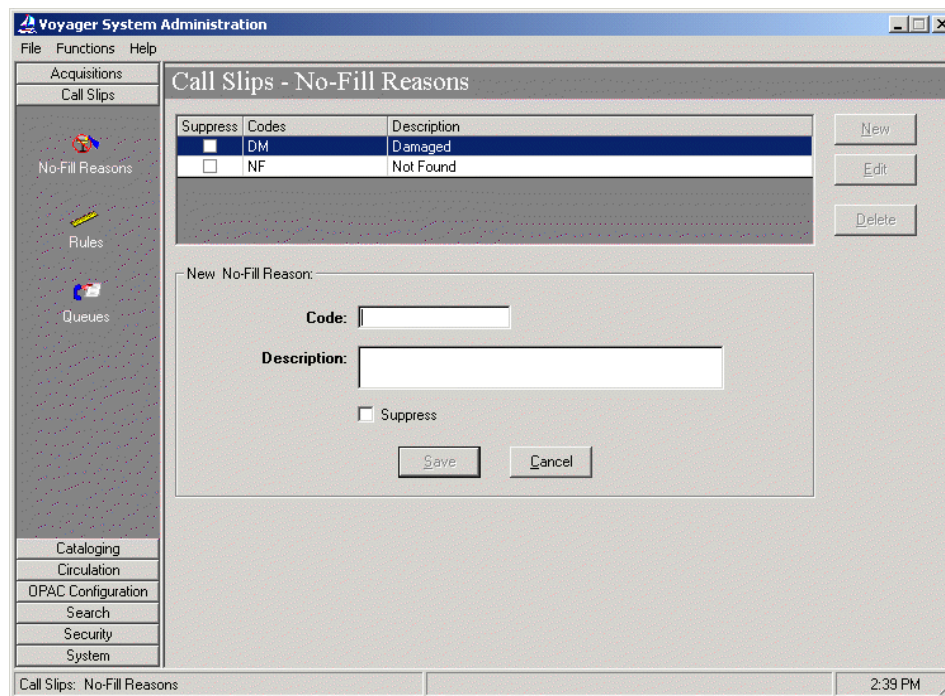 Voyager System Administration
File Functions Help
Acquisitions
Call Slips
No-Fill Reasons
Rules
Queues
Cataloging
Circulation
OPAC Configuration
Search
Security
System
Call Slips - No-Fill Reasons
Suppress Codes Description
DM Damaged
NF Not Found
New
Edit
Delete
New No-Fill Reason:
Code:
Description:
Suppress
Save Cancel
Call Slips: No-Fill Reasons 2:39 PM